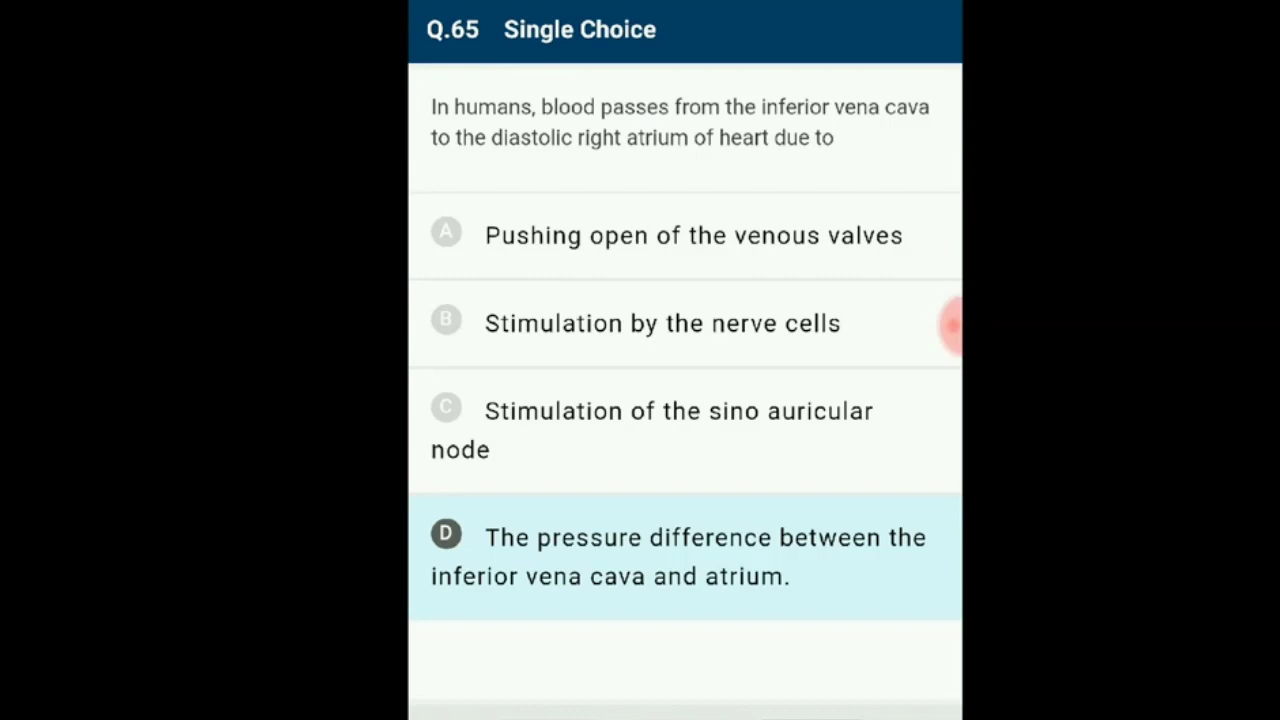 Q.65 Single Choice
In humans, blood passes from the inferior vena cava
to the diastolic right atrium of heart due to
A Pushing open of the venous valves
B Stimulation by the nerve cells
C Stimulation of the sino auricular
node
D The pressure difference between the
inferior vena cava and atrium.